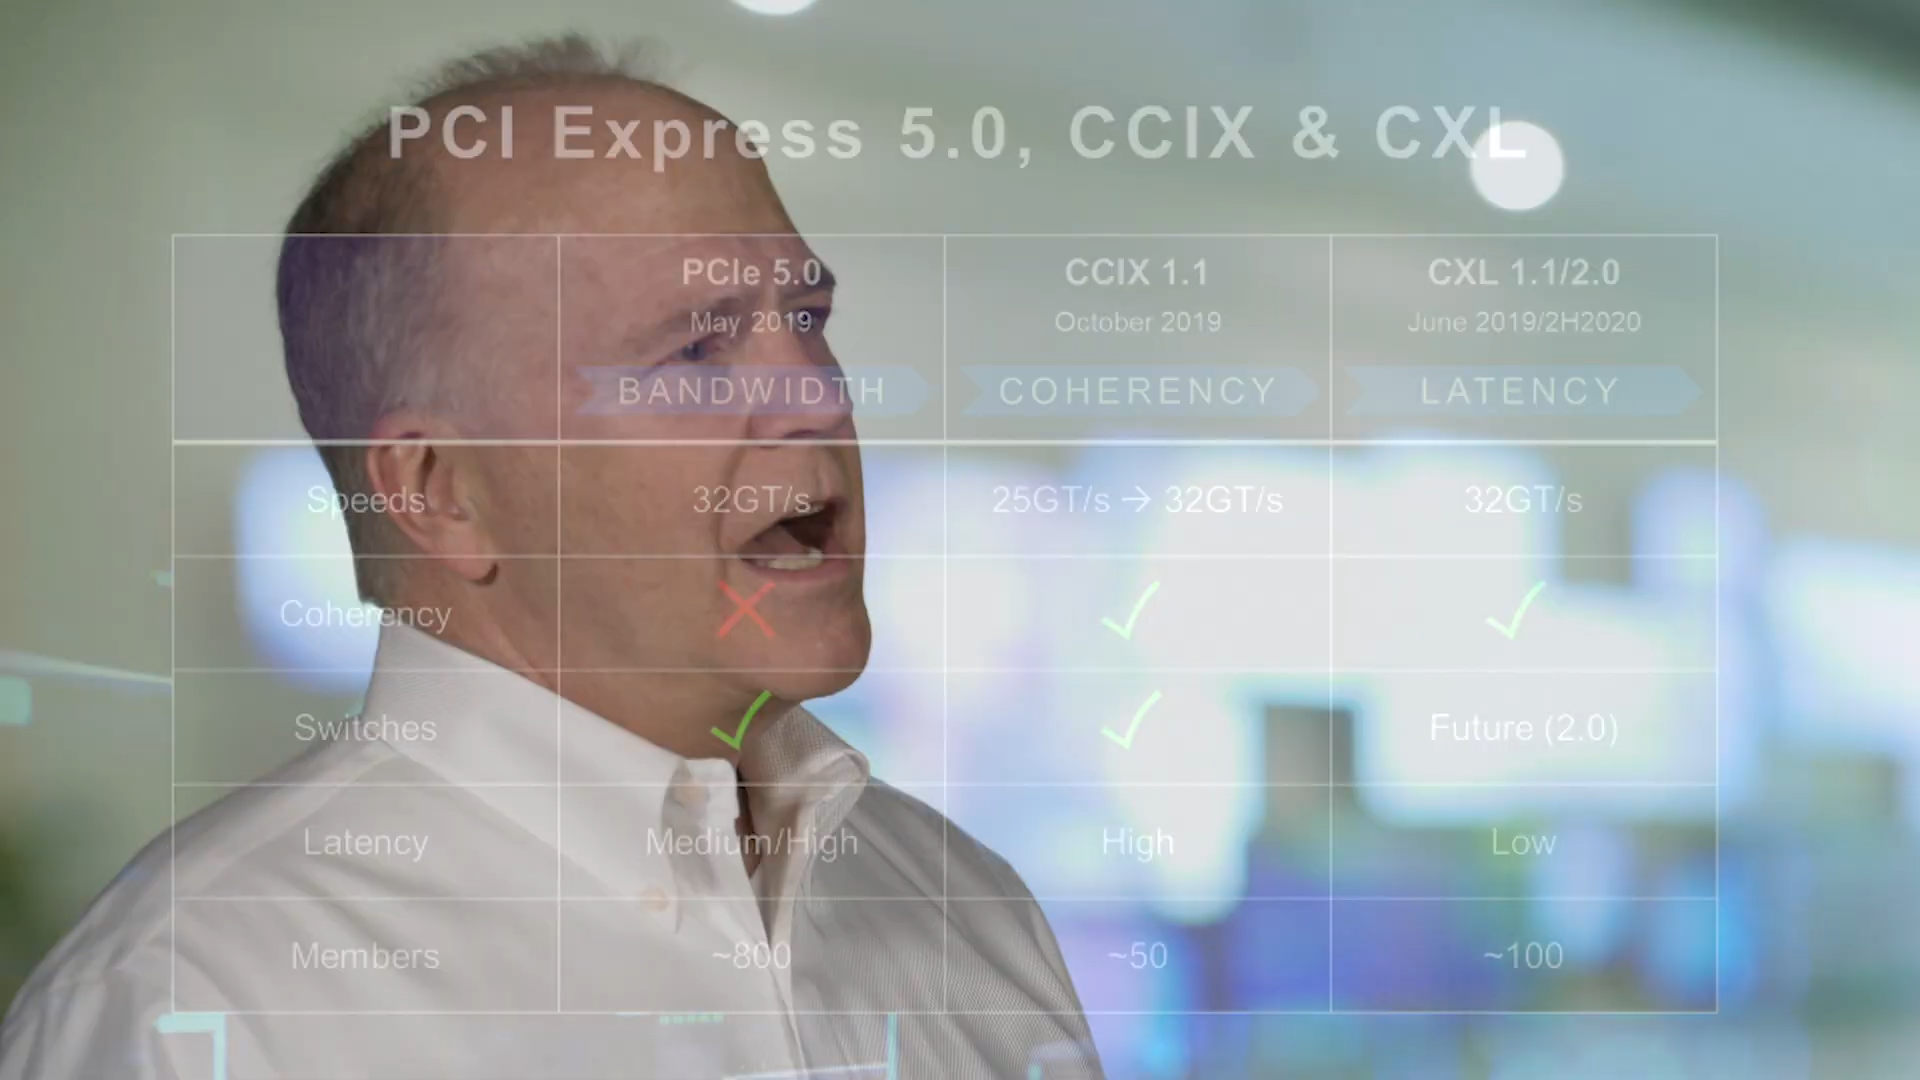 PCI Express 5.0, CCIX & CXL
PCIe 5.0 CCIX 1.1 CXL 1.1/2.0
May 2019 October 2019 June 2019/2H2020
BANDWIDTH COHERENCY LATENCY
Speeds 32GT/s 25GT/s → 32GT/s 32GT/s
Coherency ✗ ✓ ✓
Switches ✓ ✓ Future (2.0)
Latency Medium/High High Low
Members ~800 ~50 ~100